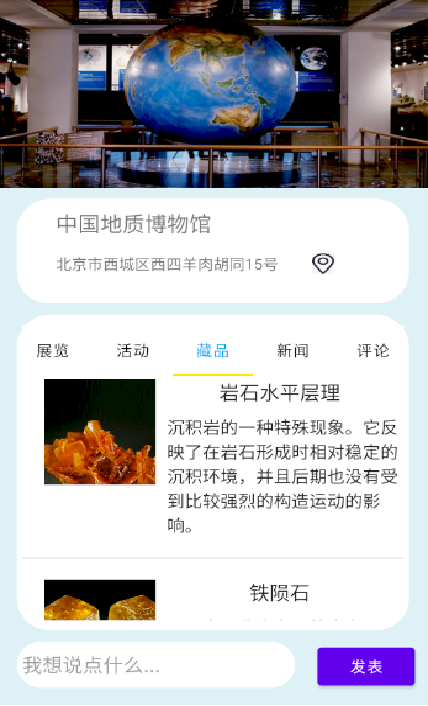 中国地质博物馆
北京市西城区西四羊肉胡同15号
展览 活动 藏品 新闻 评论
岩石水平层理
沉积岩的一种特殊现象。它反
映了在岩石形成时相对稳定的
沉积环境，并且后期也没有受
到比较强烈的构造运动的影
响。
铁陨石
我想说点什么...
发表